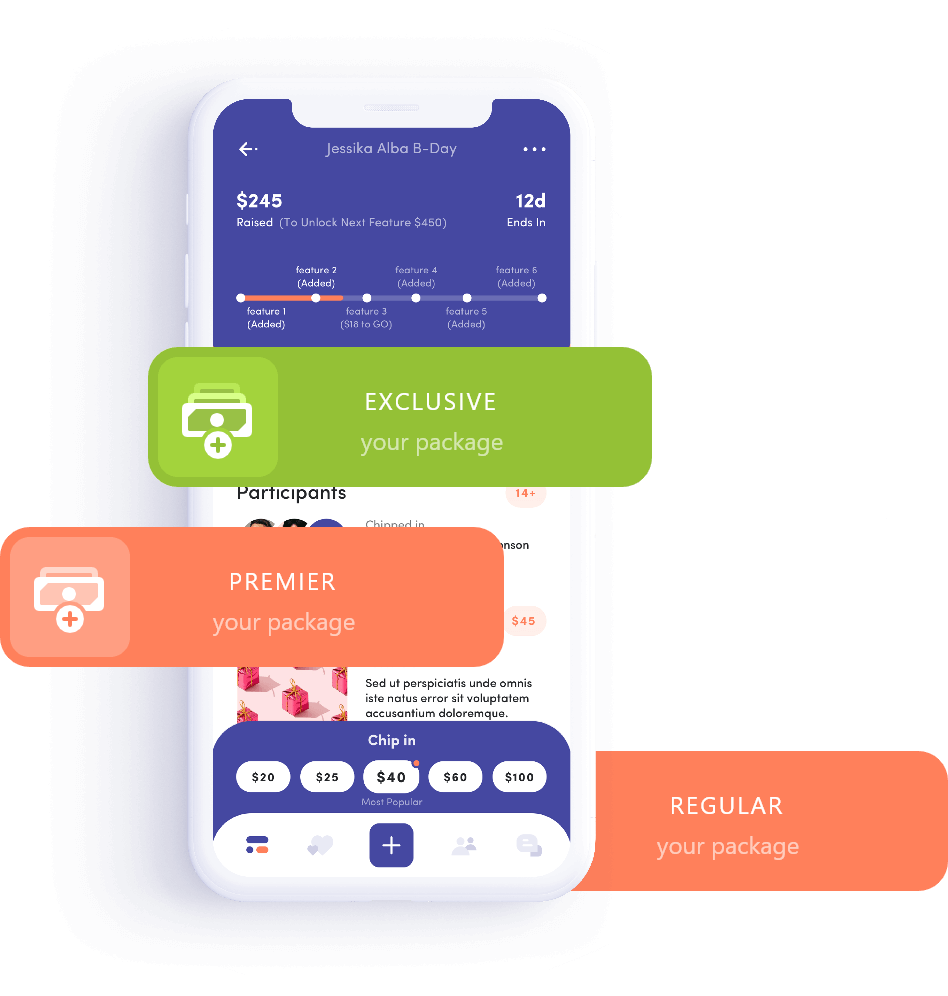 Jessika Alba B-Day
$245
12d
Raised (To Unlock Next Feature $450)
Ends In
feature 2
(Added)
feature 4
(Added)
feature 6
(Added)
feature 1
(Added)
feature 3
($18 to GO)
feature 5
(Added)
EXCLUSIVE
your package
Participants
14+
Chipped in
onson
PREMIER
your package
$45
Sed ut perspiciatis unde omnis
iste natus error sit voluptatem
accusantium doloremque.
Chip in
$20
$25
$40
$60
$100
Most Popular
REGULAR
your package